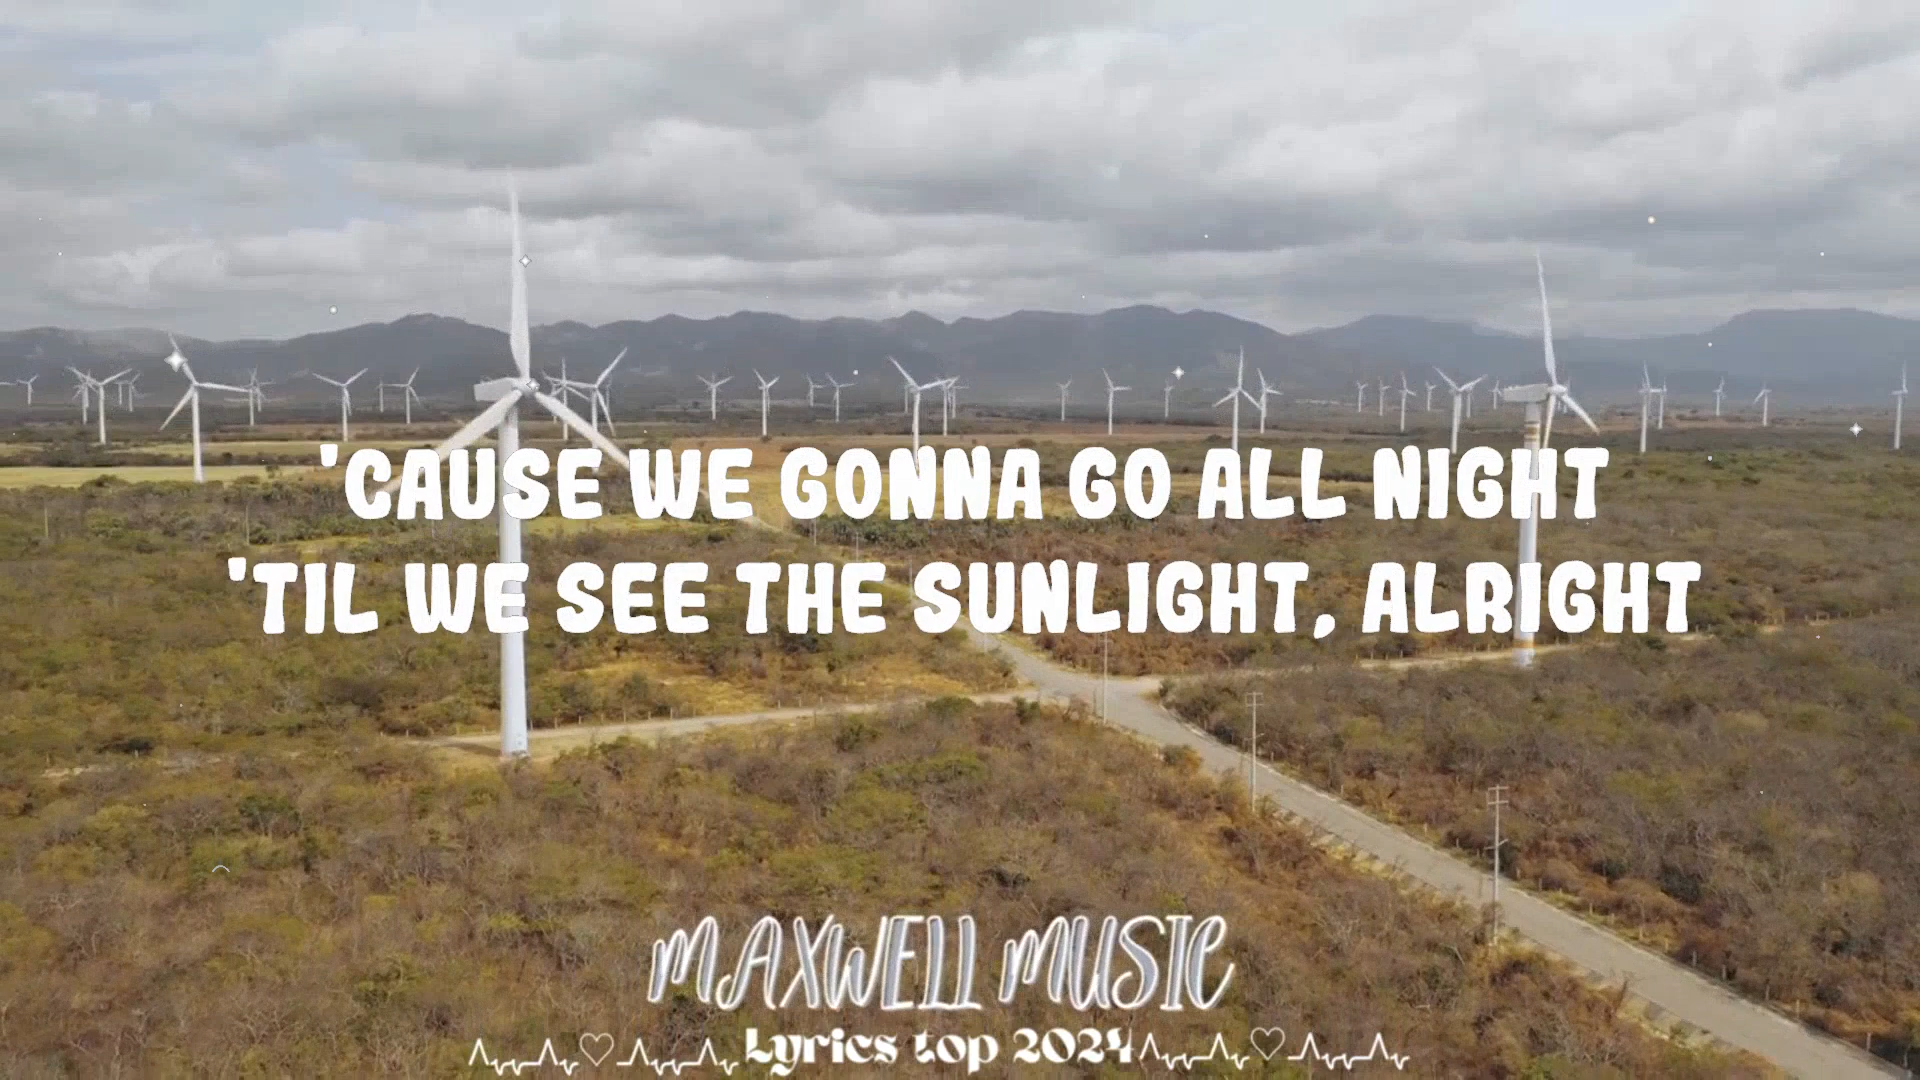 'CAUSE WE GONNA GO ALL NIGHT
'TIL WE SEE THE SUNLIGHT, ALRIGHT
MAXWELL MUSIC
Lyrics top 2024